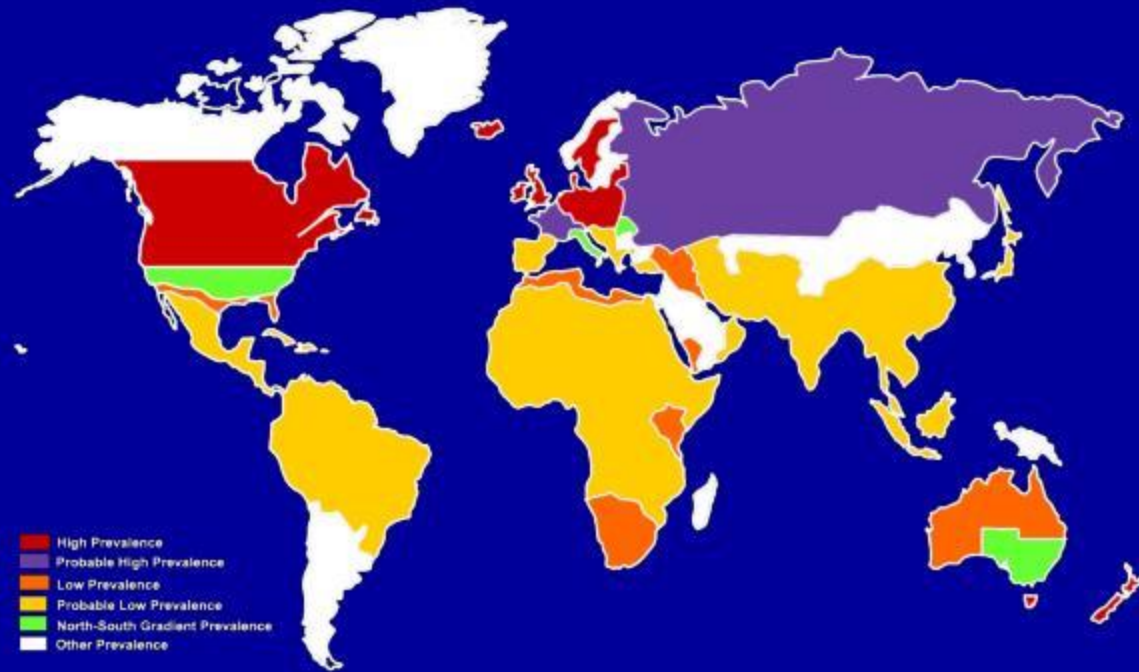 High Prevalence
Probable High Prevalence
Low Prevalence
Probable Low Prevalence
North-South Gradient Prevalence
Other Prevalence